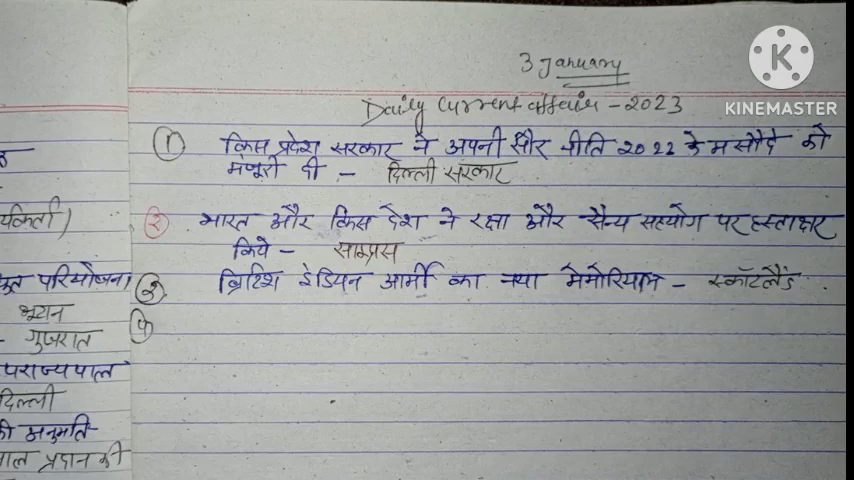 3 January
Daily Current affairs - 2023
① किस प्रदेश सरकार ने अपनी सौर नीति 2022 के मसौदे को
मंजूरी दी - दिल्ली सरकार
② भारत और किस देश ने रक्षा और सैन्य सहयोग पर हस्ताक्षर
किये - साइप्रस
③ ब्रिटिश इंडियन आर्मी का नया मेमोरियल - स्कॉटलैंड
④
परियोजना
भूटान
- गुजरात
उपराज्यपाल
दिल्ली
की अनुमति
प्रदान की
K
KINEMASTER